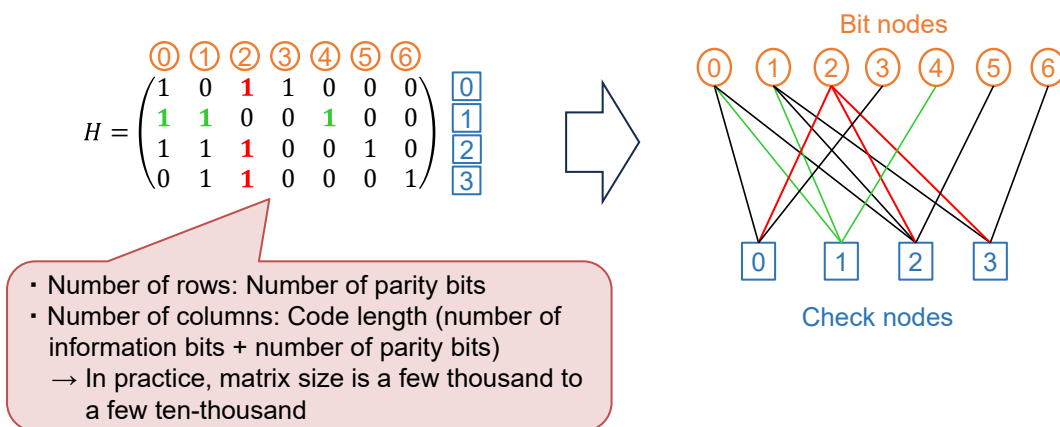 0 1 2 3 4 5 6
1 0 1 1 0 0 0 0
H = 1 1 0 0 1 0 0 1
1 1 1 0 0 1 0 2
0 1 1 0 0 0 1 3
・Number of rows: Number of parity bits
・Number of columns: Code length (number of
information bits + number of parity bits)
→ In practice, matrix size is a few thousand to
a few ten-thousand
Bit nodes
0 1 2 3 4 5 6
0 1 2 3
Check nodes